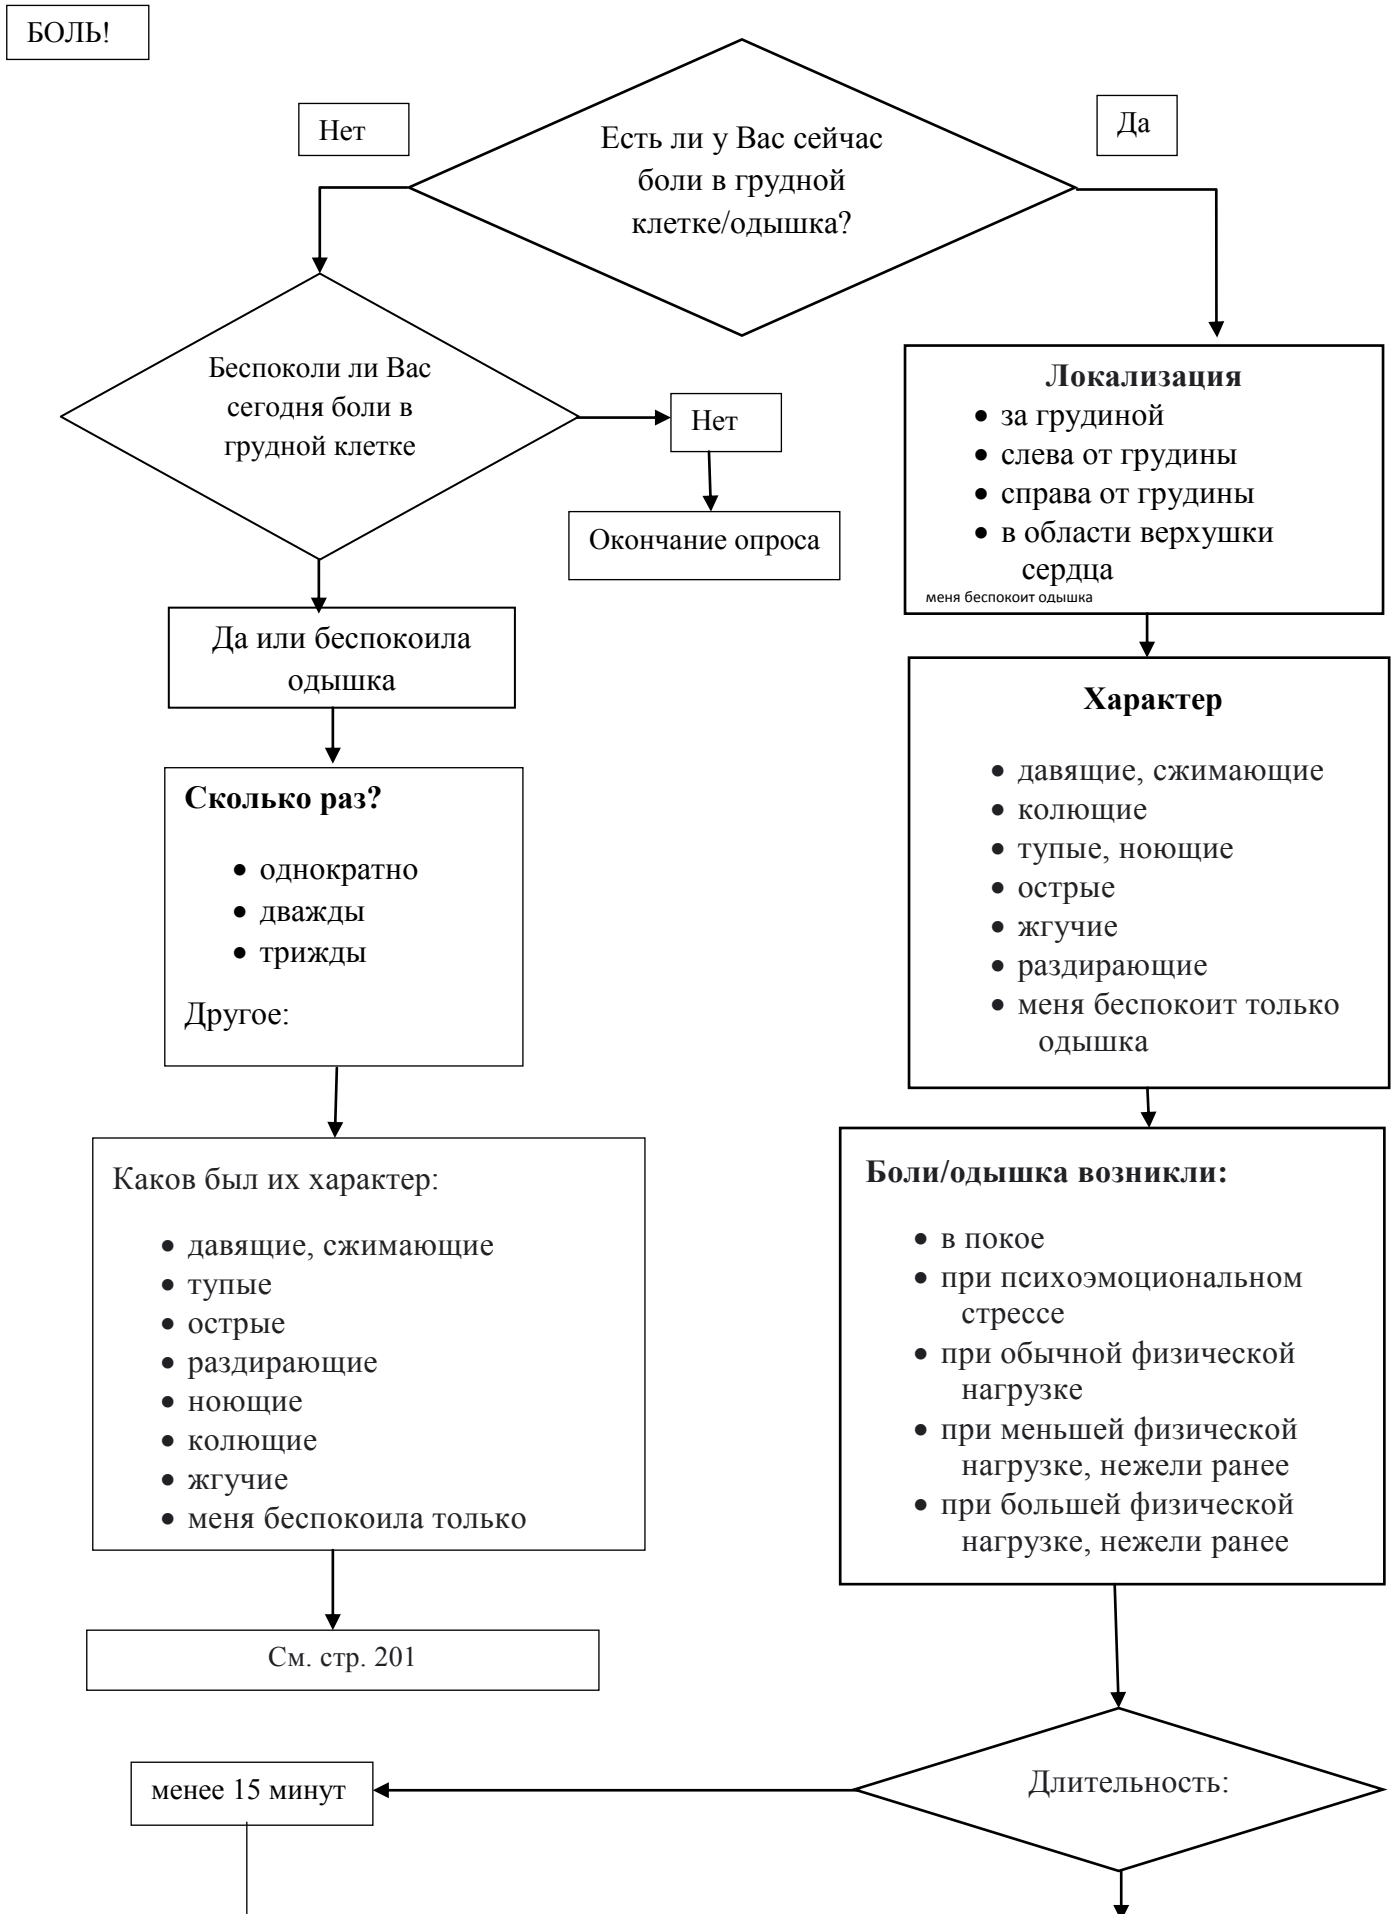 БОЛЬ!
Нет
Да
Есть ли у Вас сейчас
боли в грудной
клетке/одышка?
Беспоколи ли Вас
сегодня боли в
грудной клетке
Нет
Окончание опроса
Да или беспокоила
одышка
Сколько раз?
• однократно
• дважды
• трижды
Другое:
Каков был их характер:
• давящие, сжимающие
• тупые
• острые
• раздирающие
• ноющие
• колющие
• жгучие
• меня беспокоила только
См. стр. 201
Локализация
• за грудиной
• слева от грудины
• справа от грудины
• в области верхушки
сердца
меня беспокоит одышка
Характер
• давящие, сжимающие
• колющие
• тупые, ноющие
• острые
• жгучие
• раздирающие
• меня беспокоит только
одышка
Боли/одышка возникли:
• в покое
• при психоэмоциональном
стрессе
• при обычной физической
нагрузке
• при меньшей физической
нагрузке, нежели ранее
• при большей физической
нагрузке, нежели ранее
Длительность:
менее 15 минут